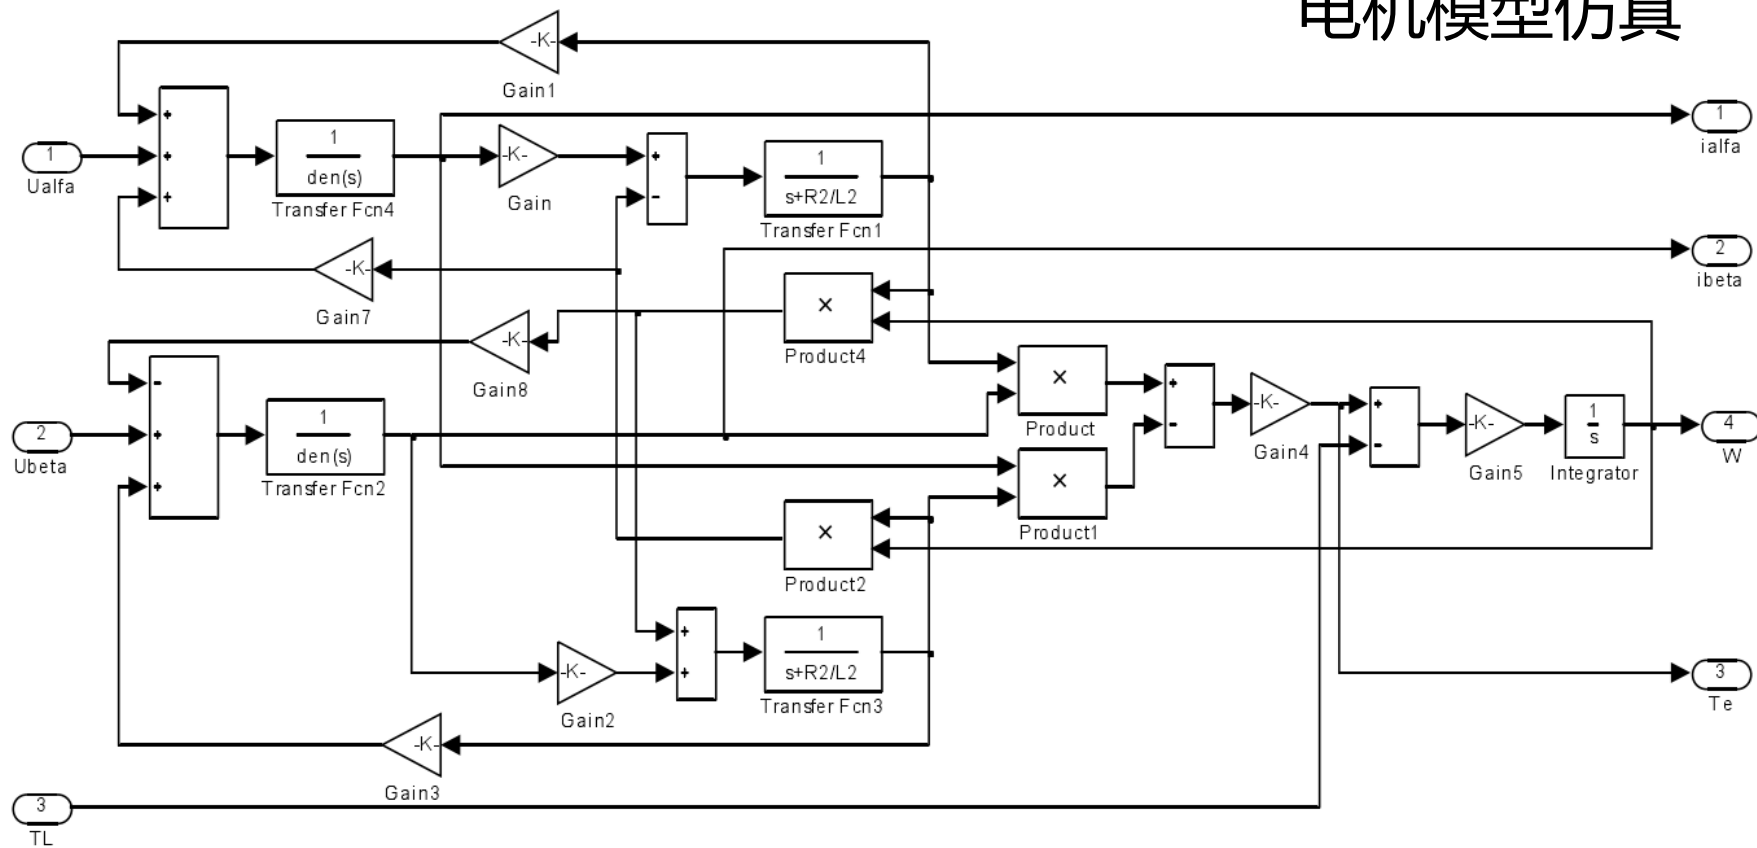 电机模型仿真
-K-
Gain1
1
ialfa
1
Ualfa
+
+
+
1
den(s)
Transfer Fcn4
-K-
Gain
+
-
1
s+R2/L2
Transfer Fcn1
2
ibeta
-K-
Gain7
×
Product4
-K-
Gain8
2
Ubeta
-
+
+
1
den(s)
Transfer Fcn2
×
Product
+
-
-K-
Gain4
+
-
-K-
Gain5
1
s
Integrator
4
W
×
Product1
×
Product2
+
+
1
s+R2/L2
Transfer Fcn3
-K-
Gain2
3
Te
-K-
Gain3
3
TL